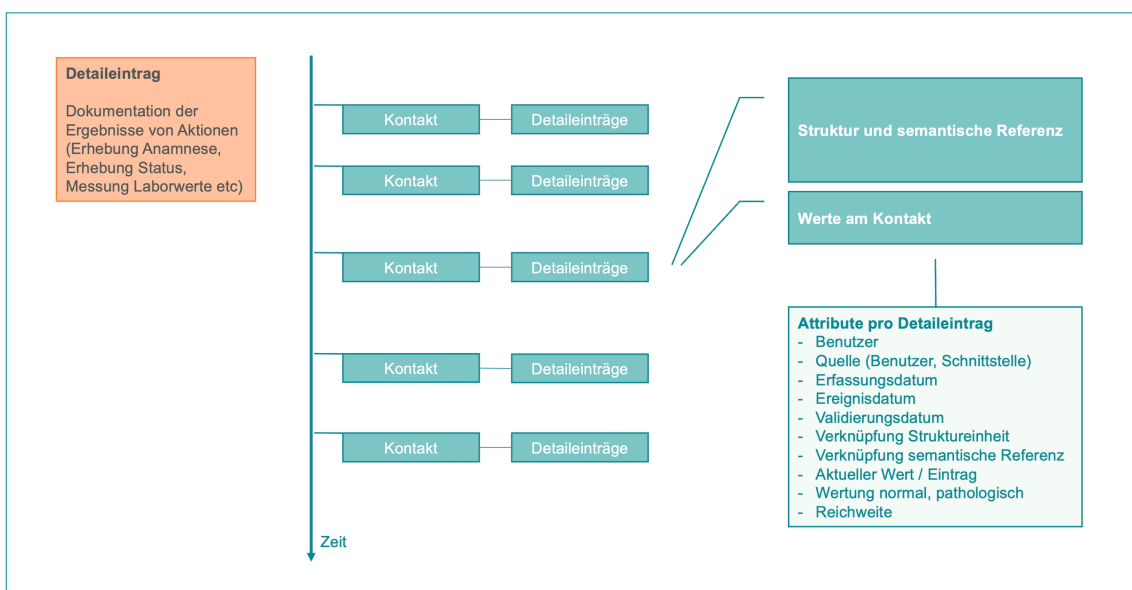 Detaileintrag
Dokumentation der
Ergebnisse von Aktionen
(Erhebung Anamnese,
Erhebung Status,
Messung Laborwerte etc)
Kontakt
Detaileinträge
Kontakt
Detaileinträge
Kontakt
Detaileinträge
Kontakt
Detaileinträge
Kontakt
Detaileinträge
Zeit
Struktur und semantische Referenz
Werte am Kontakt
Attribute pro Detaileintrag
- Benutzer
- Quelle (Benutzer, Schnittstelle)
- Erfassungsdatum
- Ereignisdatum
- Validierungsdatum
- Verknüpfung Struktureinheit
- Verknüpfung semantische Referenz
- Aktueller Wert / Eintrag
- Wertung normal, pathologisch
- Reichweite